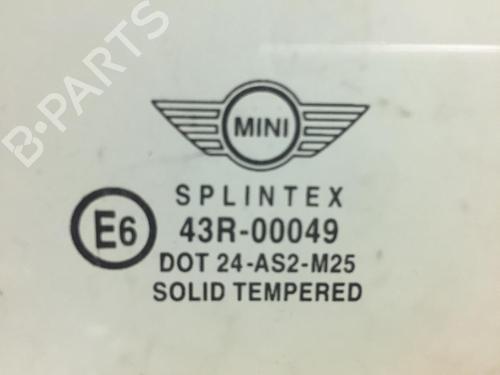 B-PARTS
MINI
SPLINTEX
E6 43R-00049
DOT 24-AS2-M25
SOLID TEMPERED